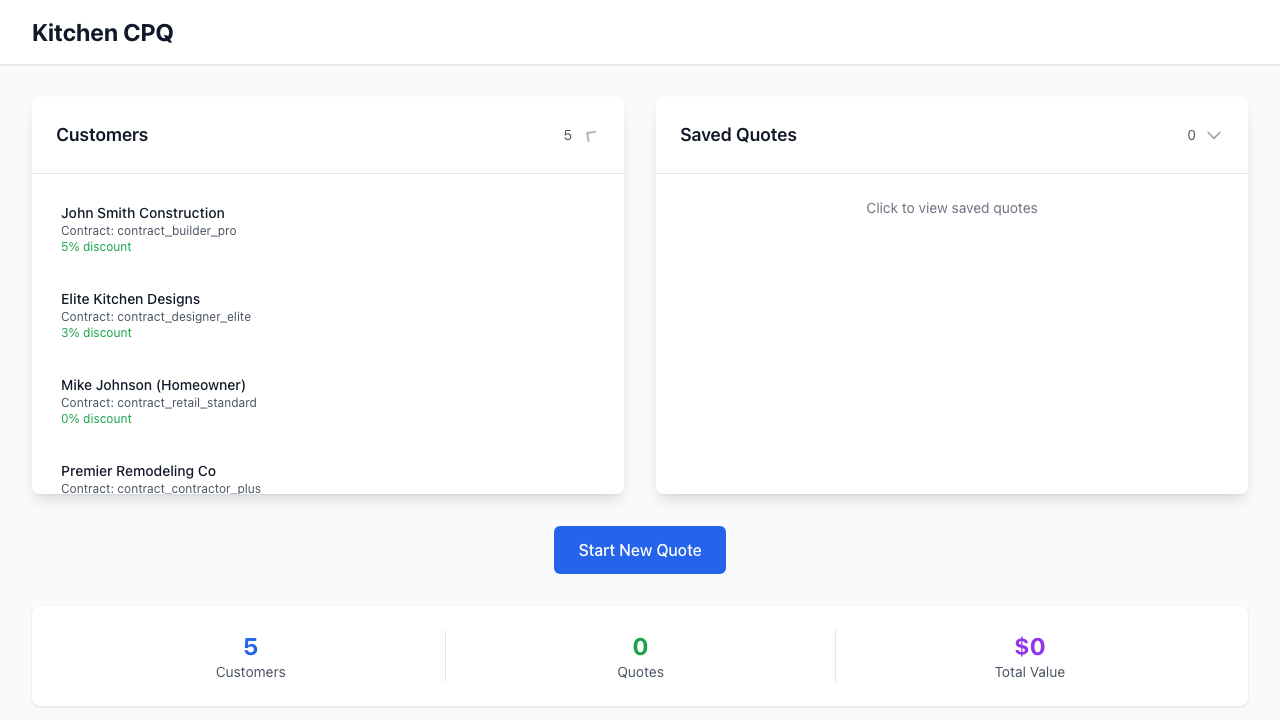 Kitchen CPQ
Customers
5
John Smith Construction
Contract: contract_builder_pro
5% discount
Elite Kitchen Designs
Contract: contract_designer_elite
3% discount
Mike Johnson (Homeowner)
Contract: contract_retail_standard
0% discount
Premier Remodeling Co
Contract: contract_contractor_plus
Saved Quotes
0
Click to view saved quotes
Start New Quote
5
Customers
0
Quotes
$0
Total Value